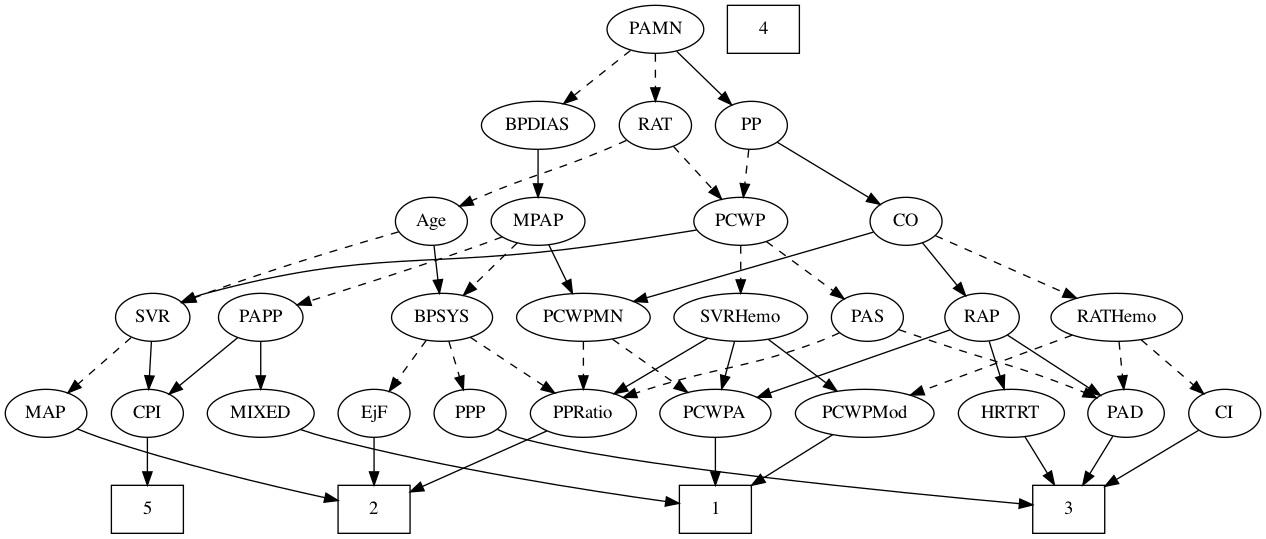 PAMN
4
BPDIAS
RAT
PP
Age
MPAP
PCWP
CO
SVR
PAPP
BPSYS
PCWPMN
SVRHemo
PAS
RAP
RATHemo
MAP
CPI
MIXED
EjF
PPP
PPRatio
PCWPA
PCWPMod
HRTRT
PAD
CI
5
2
1
3